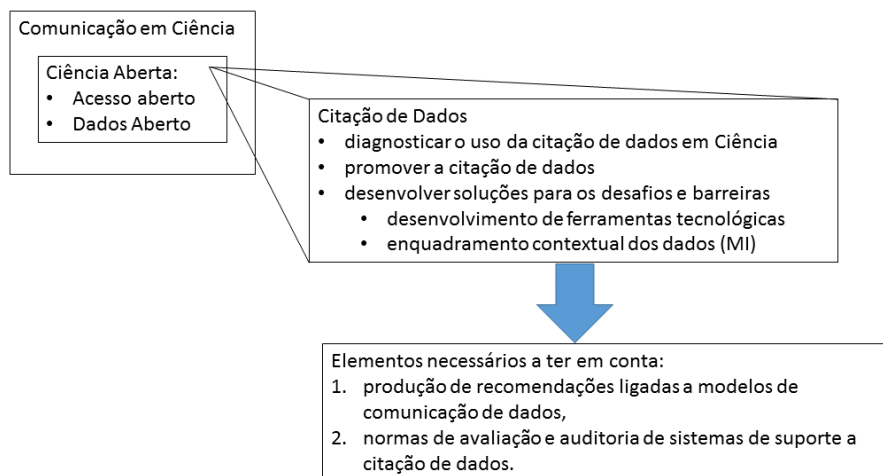 Comunicação em Ciência
Ciência Aberta:
• Acesso aberto
• Dados Aberto
Citação de Dados
• diagnosticar o uso da citação de dados em Ciência
• promover a citação de dados
• desenvolver soluções para os desafios e barreiras
• desenvolvimento de ferramentas tecnológicas
• enquadramento contextual dos dados (MI)
Elementos necessários a ter em conta:
1. produção de recomendações ligadas a modelos de
comunicação de dados,
2. normas de avaliação e auditoria de sistemas de suporte a
citação de dados.